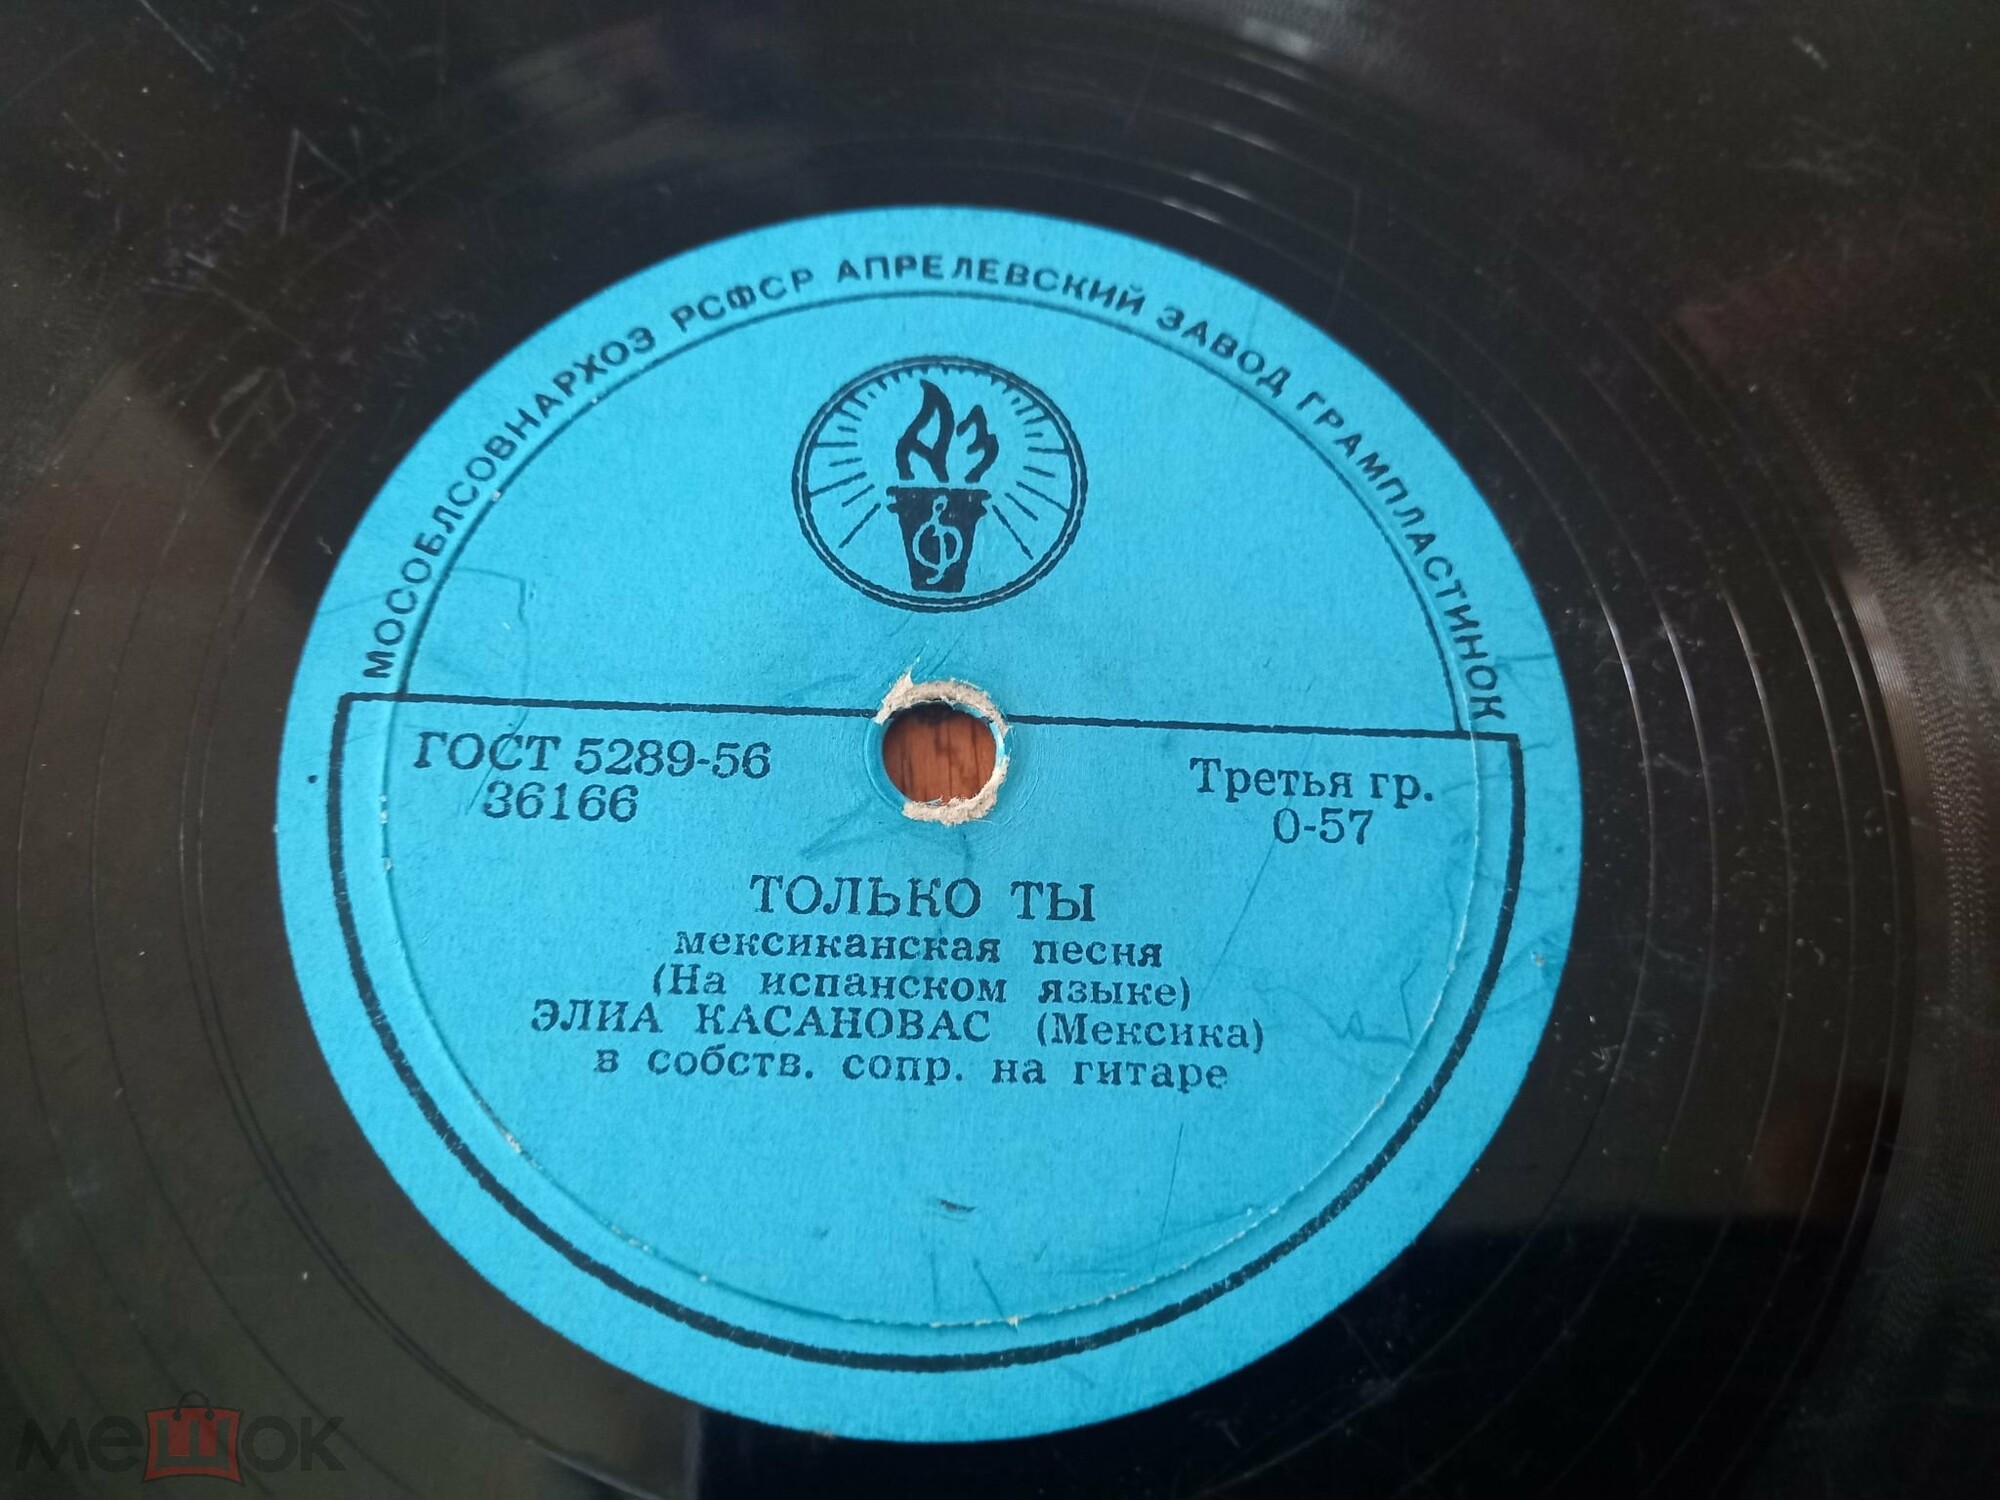 МОСОБЛСОВНАРХОЗ РСФСР АПРЕЛЕВСКИЙ ЗАВОД ГРАМПЛАСТИНОК
АЗ
ГОСТ 5289-56
36166
Третья гр.
0-57
ТОЛЬКО ТЫ
мексиканская песня
(На испанском языке)
ЭЛИА КАСАНОВАС (Мексика)
в собств. сопр. на гитаре
мешок